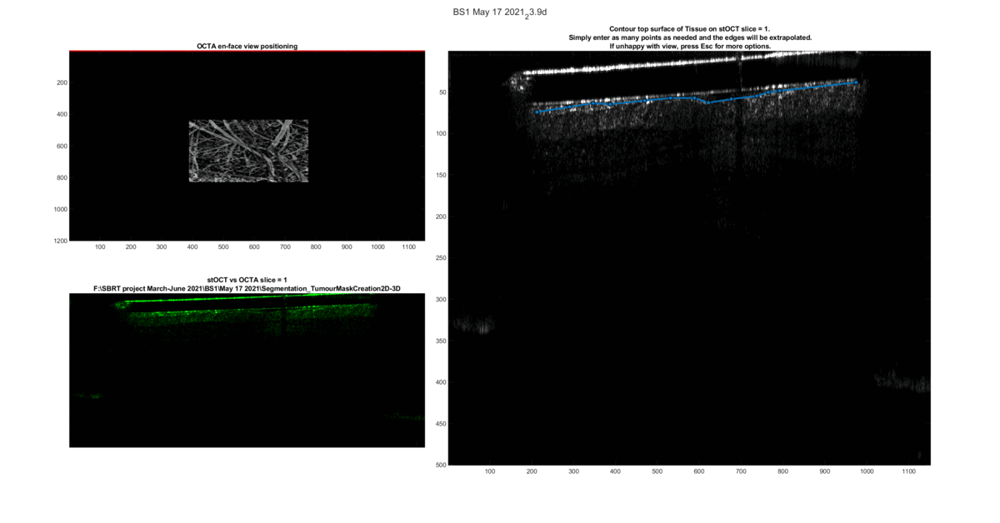 BS1 May 17 2021₂3.9d
OCTA en-face view positioning
200
400
600
800
1000
1200
100 200 300 400 500 600 700 800 900 1000 1100
stOCT vs OCTA slice = 1
F:\SBRT project March-June 2021\BS1\May 17 2021\Segmentation_TumourMaskCreation2D-3D
Contour top surface of Tissue on stOCT slice = 1.
Simply enter as many points as needed and the edges will be extrapolated.
If unhappy with view, press Esc for more options.
50
100
150
200
250
300
350
400
450
500
100 200 300 400 500 600 700 800 900 1000 1100